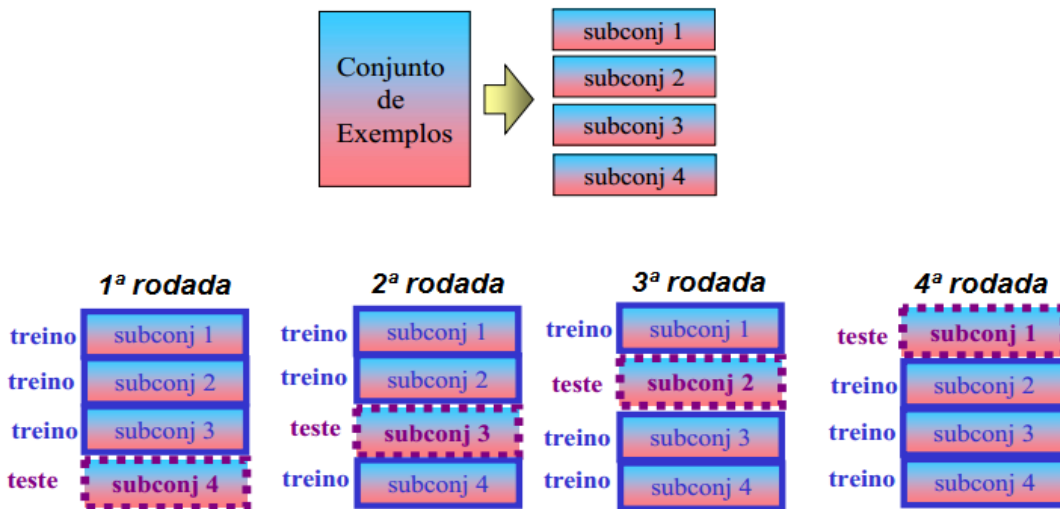 Conjunto
de
Exemplos
subconj 1
subconj 2
subconj 3
subconj 4
1ª rodada
treino subconj 1
treino subconj 2
treino subconj 3
teste subconj 4
2ª rodada
treino subconj 1
treino subconj 2
teste subconj 3
treino subconj 4
3ª rodada
treino subconj 1
teste subconj 2
treino subconj 3
treino subconj 4
4ª rodada
teste subconj 1
treino subconj 2
treino subconj 3
treino subconj 4